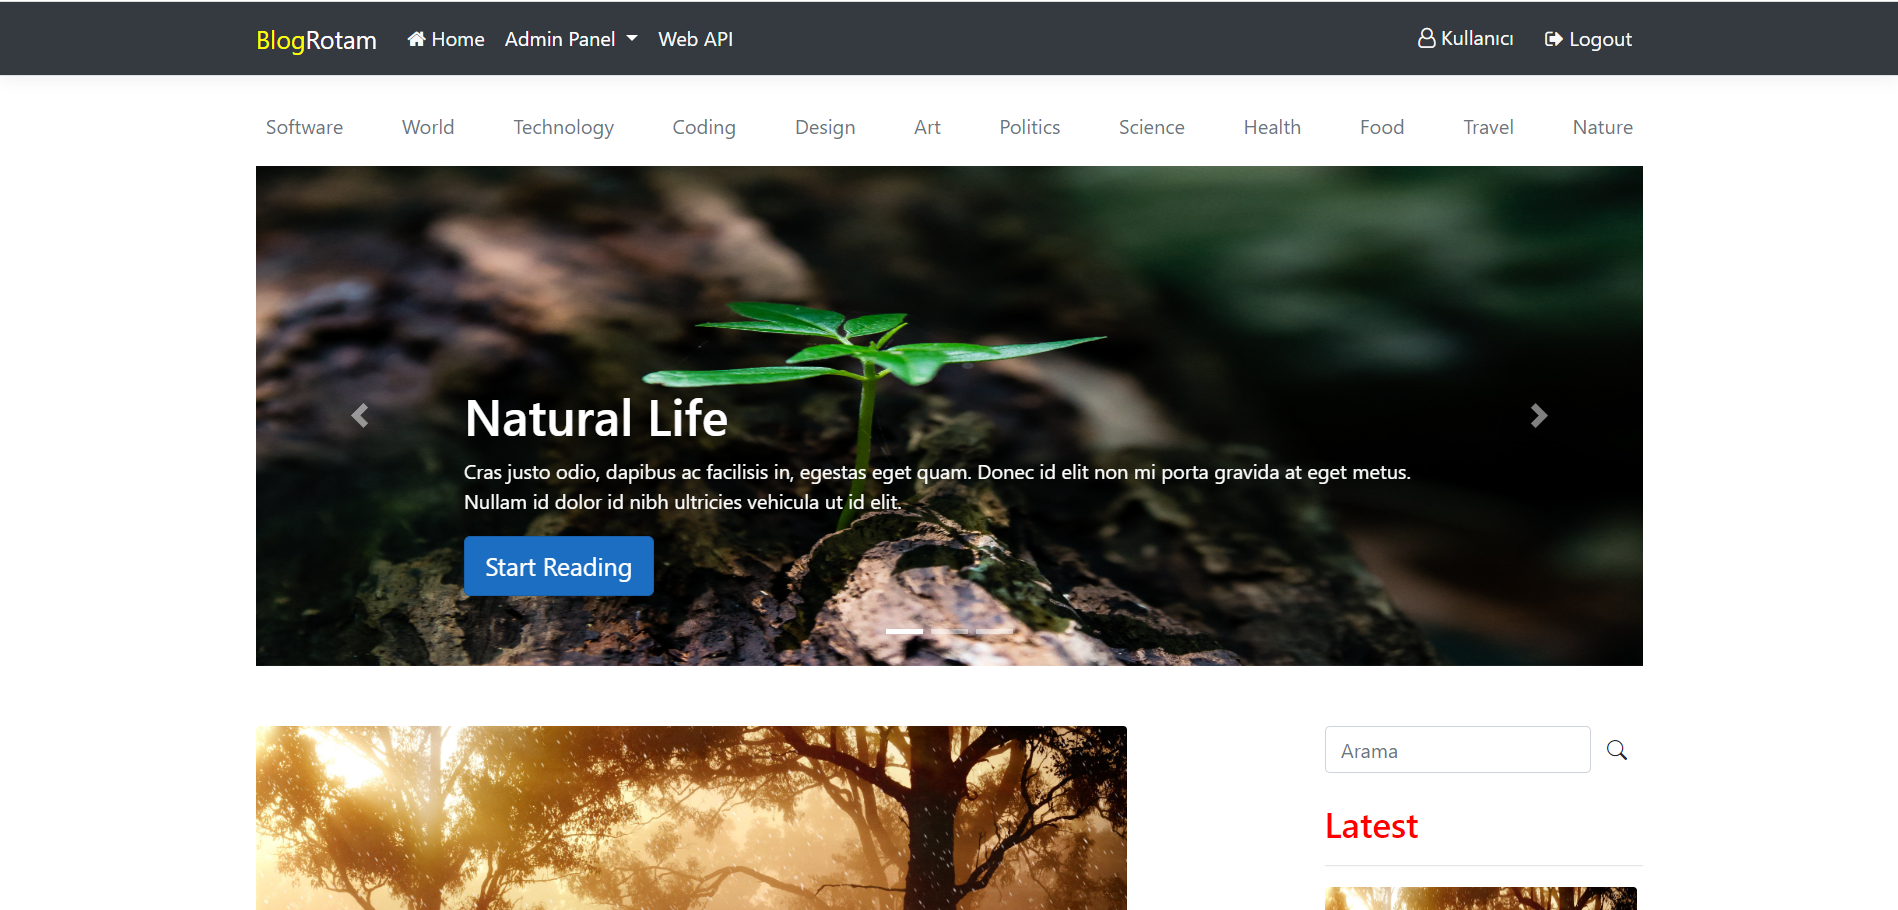 BlogRotam Home Admin Panel Web API Kullanıcı Logout
Software World Technology Coding Design Art Politics Science Health Food Travel Nature
Natural Life
Cras justo odio, dapibus ac facilisis in, egestas eget quam. Donec id elit non mi porta gravida at eget metus.
Nullam id dolor id nibh ultricies vehicula ut id elit.
Start Reading
Arama
Latest